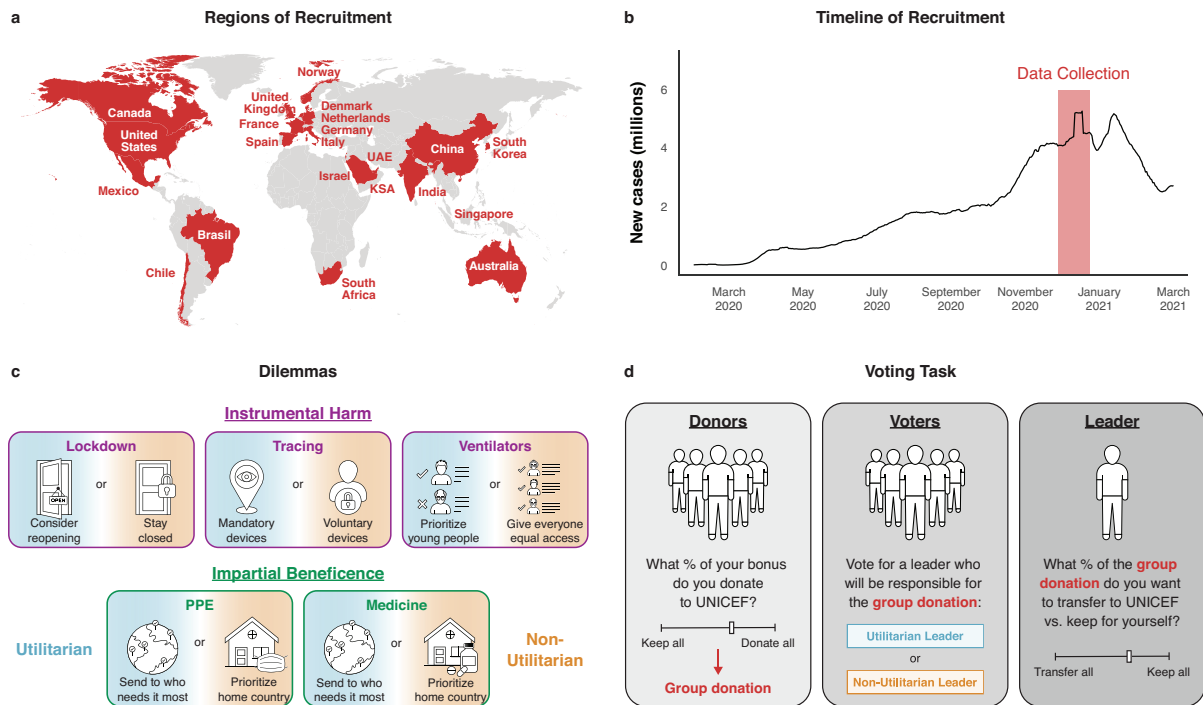 a
Regions of Recruitment
Norway
United
Kingdom
Canada
Denmark
Netherlands
Germany
Italy
France
Spain
United
States
China
South
Korea
UAE
Israel
KSA
India
Mexico
Singapore
Brasil
Chile
South
Africa
Australia
b
Timeline of Recruitment
Data Collection
New cases (millions)
6
4
2
0
March
2020
May
2020
July
2020
September
2020
November
2020
January
2021
March
2021
c
Dilemmas
Instrumental Harm
Lockdown
OPEN
or
Consider
reopening
Stay
closed
Tracing
or
Mandatory
devices
Voluntary
devices
Ventilators
or
Prioritize
young people
Give everyone
equal access
Impartial Beneficence
Utilitarian
PPE
or
Send to who
needs it most
Prioritize
home country
Medicine
or
Send to who
needs it most
Prioritize
home country
Non-
Utilitarian
d
Voting Task
Donors
What % of your bonus
do you donate
to UNICEF?
Keep all
Donate all
Group donation
Voters
Vote for a leader who
will be responsible for
the group donation:
Utilitarian Leader
or
Non-Utilitarian Leader
Leader
What % of the group
donation do you want
to transfer to UNICEF
vs. keep for yourself?
Transfer all
Keep all